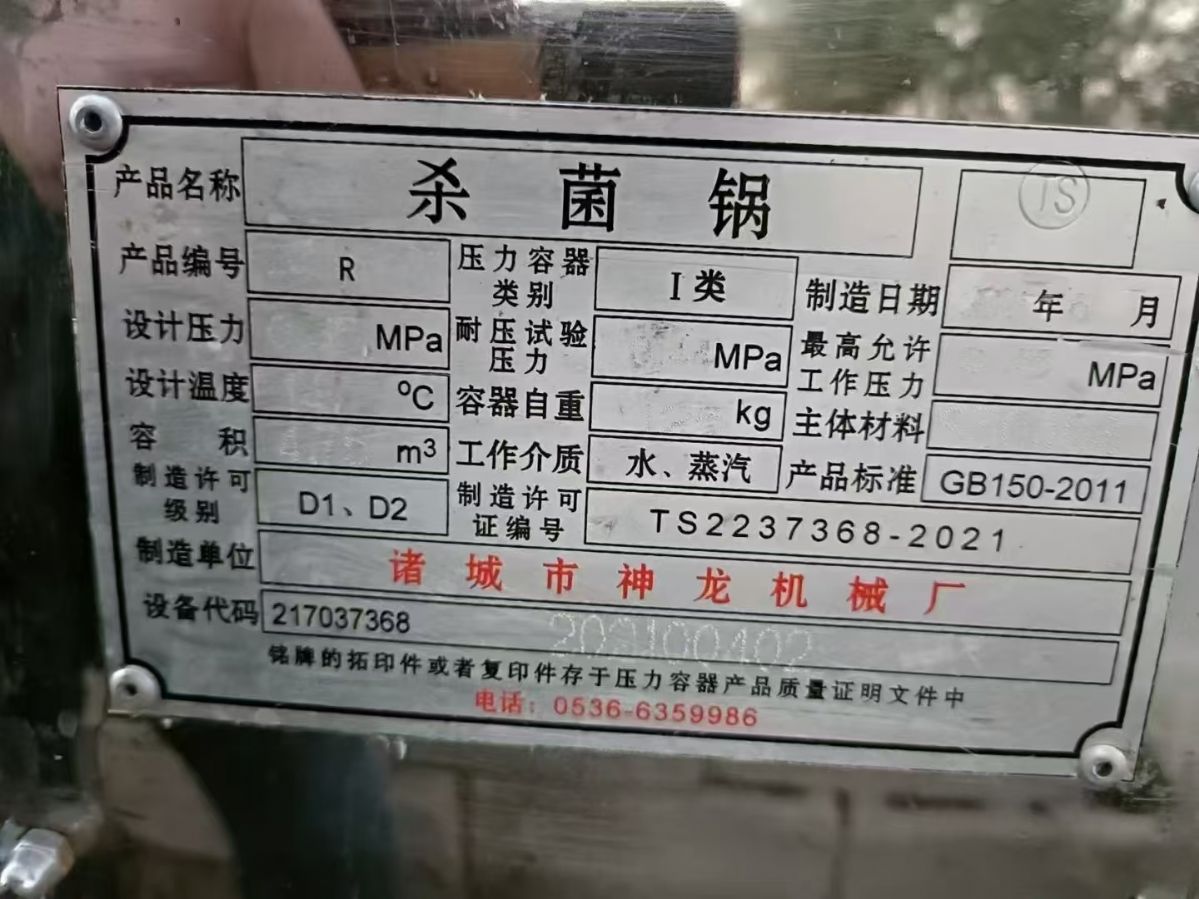 产品名称 杀菌锅 TS
产品编号 R 压力容器类别 I类 制造日期 年 月
设计压力 MPa 耐压试验压力 MPa 最高允许工作压力 MPa
设计温度 ℃ 容器自重 kg 主体材料
容积 m³ 工作介质 水、蒸汽 产品标准 GB150-2011
制造许可级别 D1、D2 制造许可证编号 TS2237368-2021
制造单位 诸城市神龙机械厂
设备代码 217037368 202100402
铭牌的拓印件或者复印件存于压力容器产品质量证明文件中
电话：0536-6359986